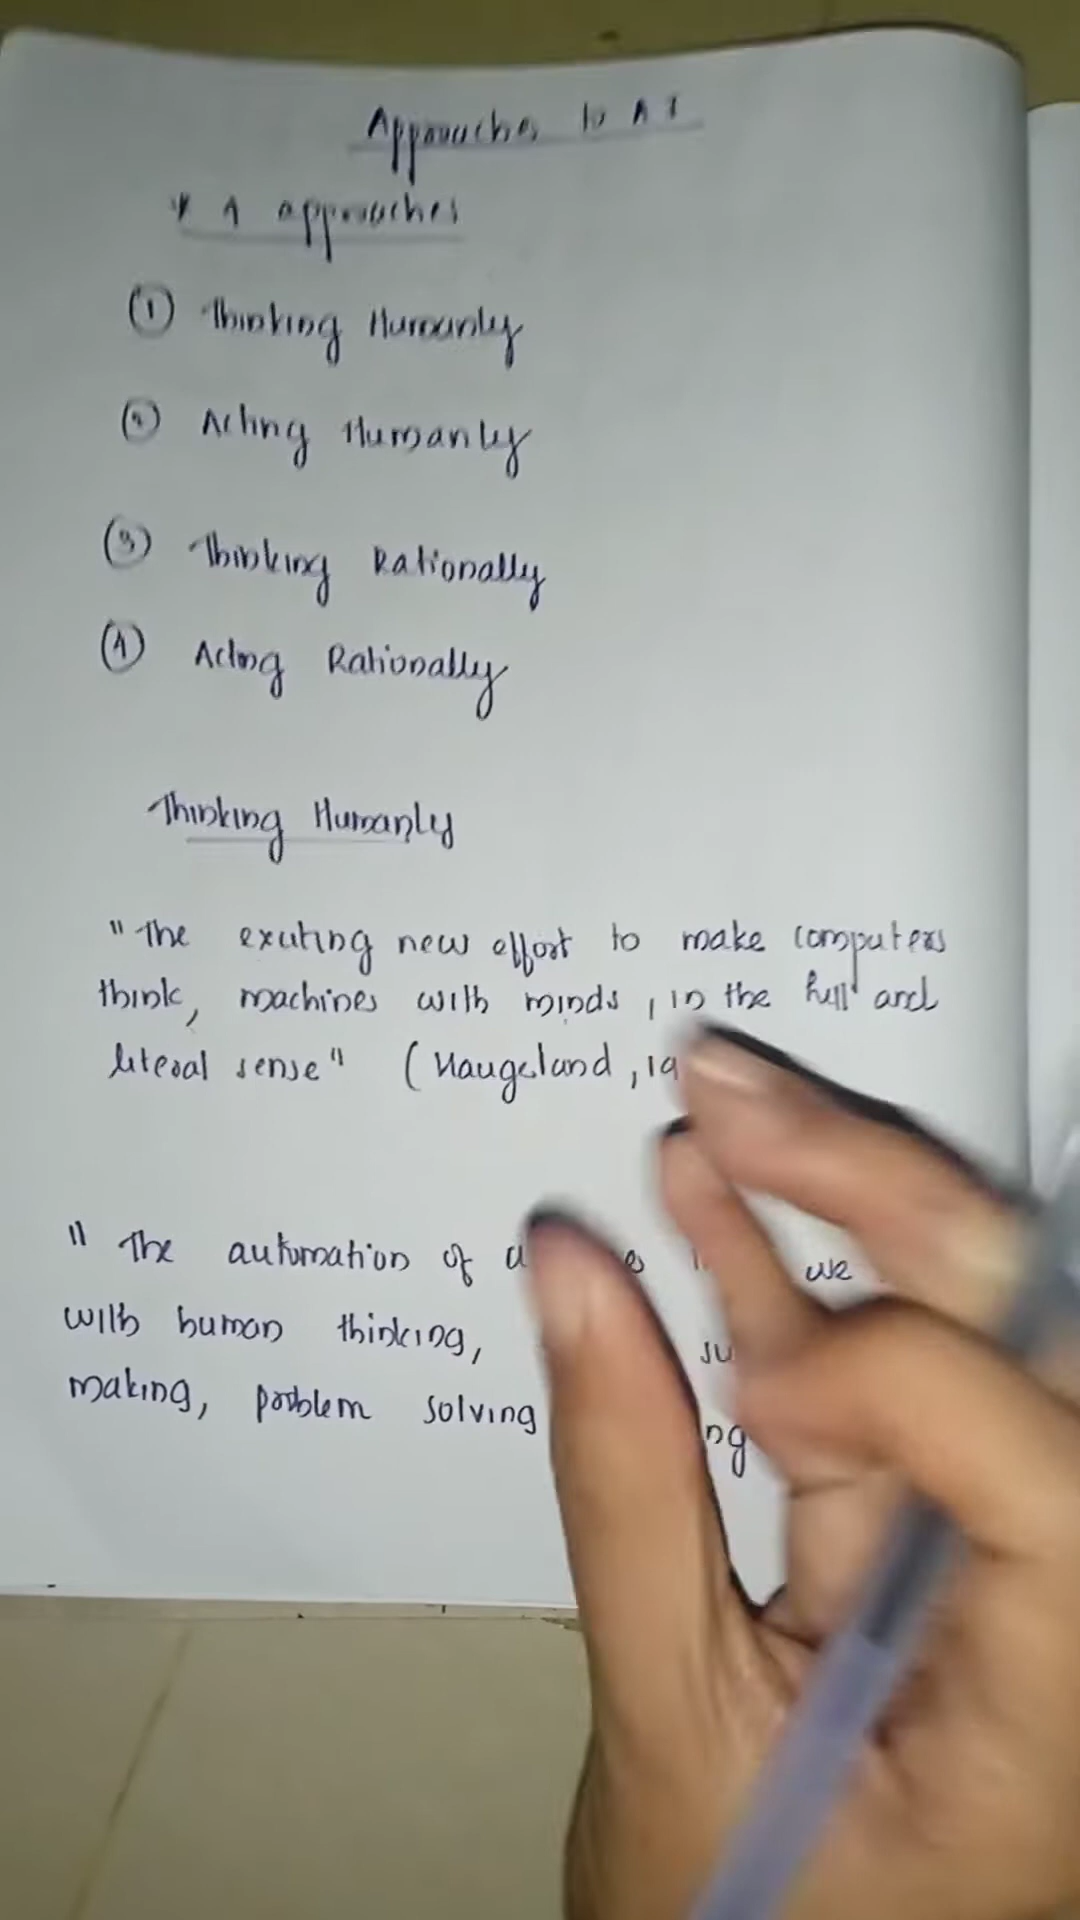 Approaches to AI
* 4 approaches
① Thinking Humanly
② Acting Humanly
③ Thinking Rationally
④ Acting Rationally
Thinking Humanly
"The exciting new effort to make computers
think, machines with minds, in the full and
literal sense" (Haugeland, 19
"The automation of we
with human thinking,
making, problem solving